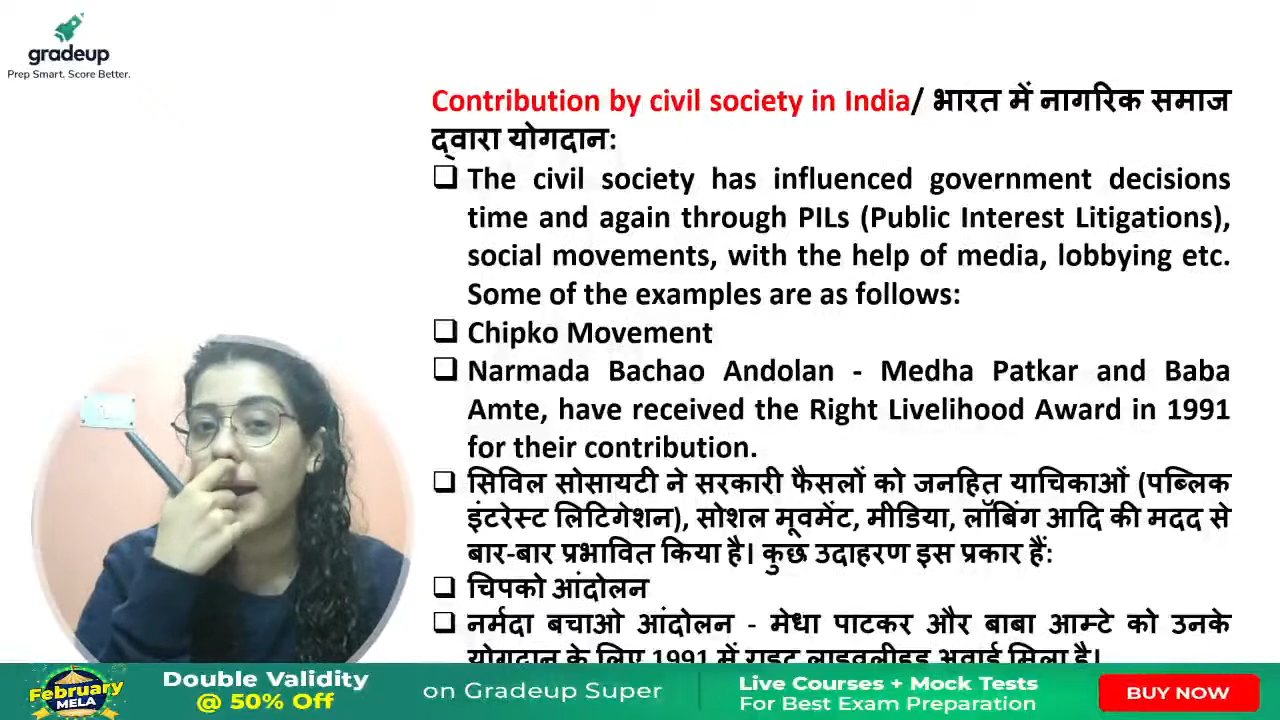 gradeup
Prep Smart. Score Better.
Contribution by civil society in India/ भारत में नागरिक समाज
द्वारा योगदान:
❑ The civil society has influenced government decisions
time and again through PILs (Public Interest Litigations),
social movements, with the help of media, lobbying etc.
Some of the examples are as follows:
❑ Chipko Movement
❑ Narmada Bachao Andolan - Medha Patkar and Baba
Amte, have received the Right Livelihood Award in 1991
for their contribution.
❑ सिविल सोसायटी ने सरकारी फैसलों को जनहित याचिकाओं (पब्लिक
इंटरेस्ट लिटिगेशन), सोशल मूवमेंट, मीडिया, लॉबिंग आदि की मदद से
बार-बार प्रभावित किया है। कुछ उदाहरण इस प्रकार हैं:
❑ चिपको आंदोलन
❑ नर्मदा बचाओ आंदोलन - मेधा पाटकर और बाबा आम्टे को उनके
योगदान के लिए 1991 में राइट लाइवलीहुड अवार्ड मिला है।
February
MELA
Double Validity
@ 50% Off
on Gradeup Super
Live Courses + Mock Tests
For Best Exam Preparation
BUY NOW